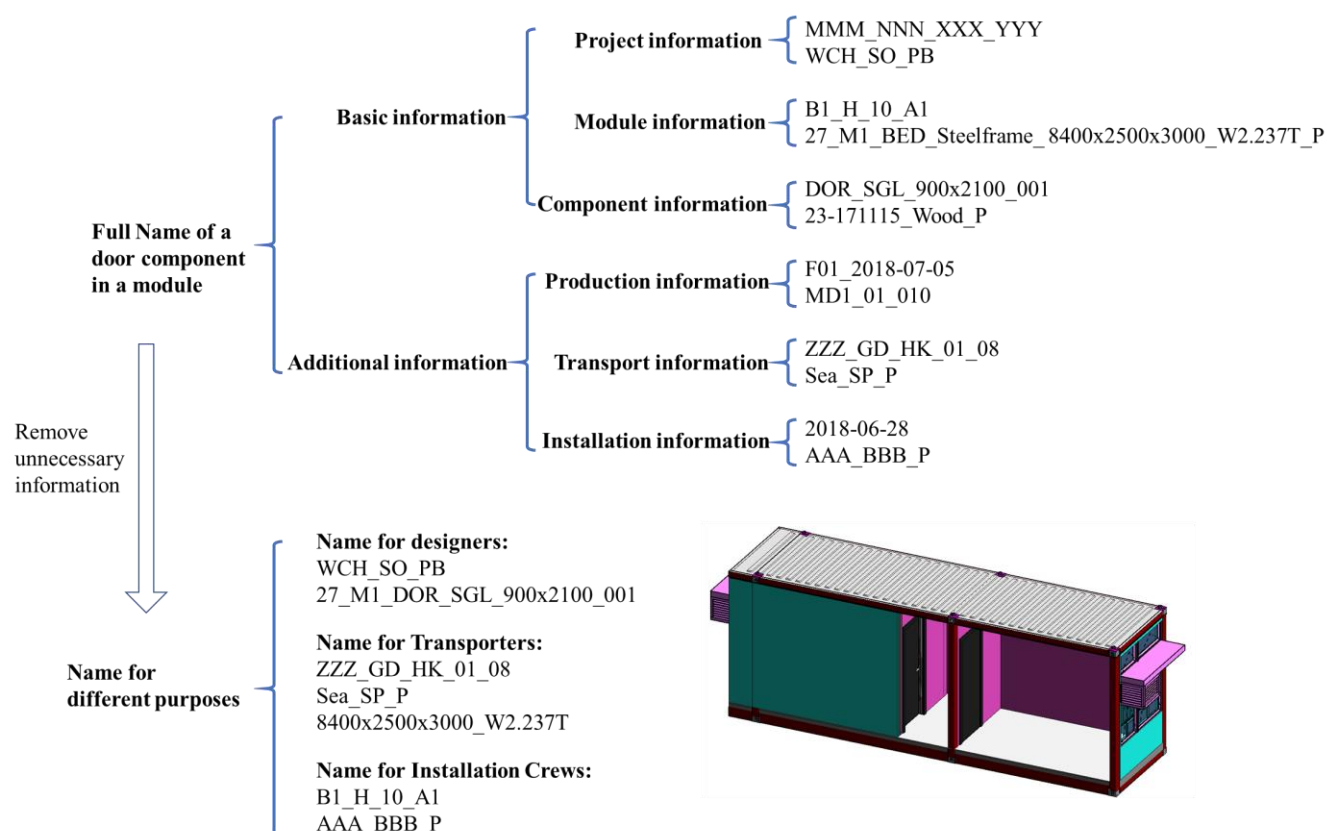 Project information
MMM_NNN_XXX_YYY
WCH_SO_PB
Basic information
Module information
B1_H_10_A1
27_M1_BED_Steelframe_ 8400x2500x3000_W2.237T_P
Component information
DOR_SGL_900x2100_001
23-171115_Wood_P
Full Name of a
door component
in a module
Production information
F01_2018-07-05
MD1_01_010
Additional information
Transport information
ZZZ_GD_HK_01_08
Sea_SP_P
Installation information
2018-06-28
AAA_BBB_P
Remove
unnecessary
information
Name for
different purposes
Name for designers:
WCH_SO_PB
27_M1_DOR_SGL_900x2100_001
Name for Transporters:
ZZZ_GD_HK_01_08
Sea_SP_P
8400x2500x3000_W2.237T
Name for Installation Crews:
B1_H_10_A1
AAA_BBB_P